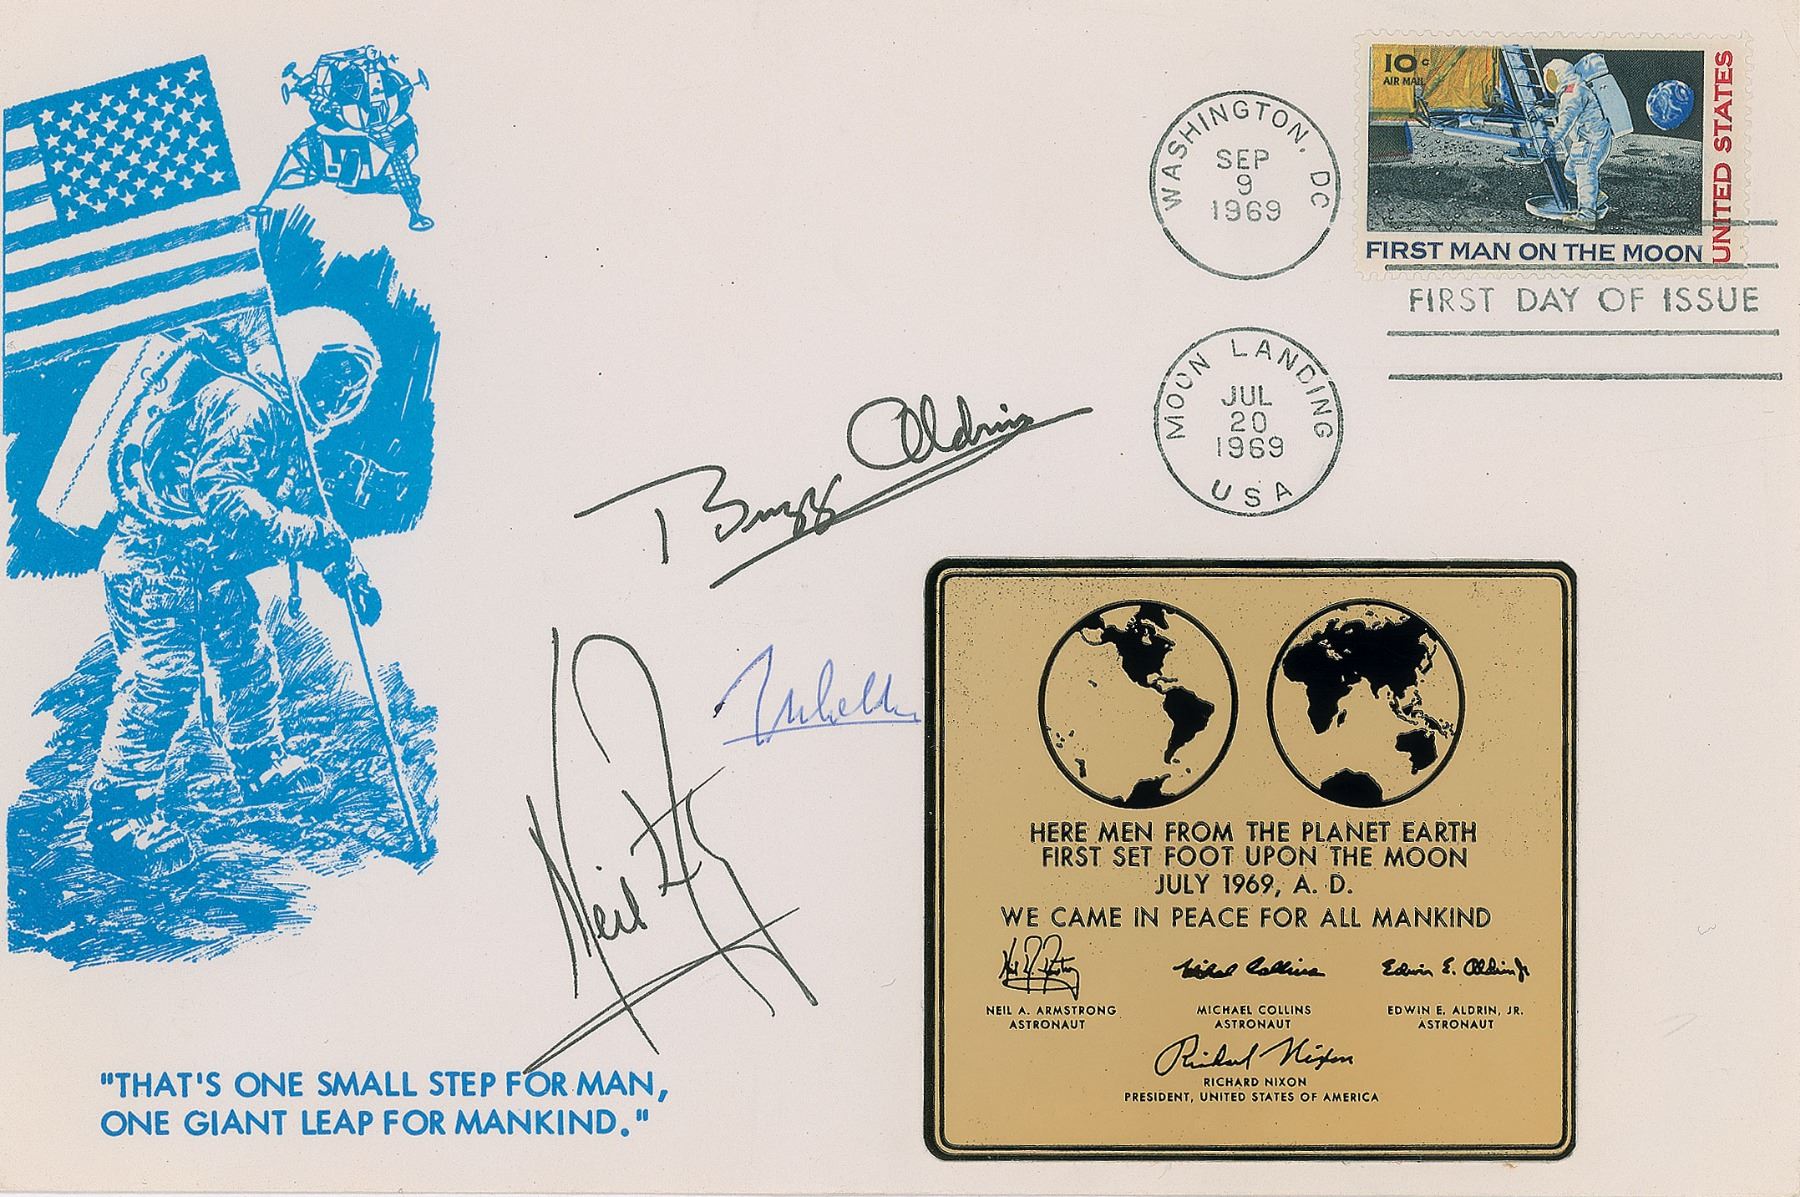 10c
AIR MAIL
UNITED STATES
FIRST MAN ON THE MOON
WASHINGTON, DC
SEP
9
1969
FIRST DAY OF ISSUE
MOON LANDING
JUL
20
1969
USA
Buzz Aldrin
Neil
HERE MEN FROM THE PLANET EARTH
FIRST SET FOOT UPON THE MOON
JULY 1969, A. D.
WE CAME IN PEACE FOR ALL MANKIND
Neil A. Armstrong Michael Collins Edwin E. Aldrin Jr
NEIL A. ARMSTRONG MICHAEL COLLINS EDWIN E. ALDRIN, JR.
ASTRONAUT ASTRONAUT ASTRONAUT
Richard Nixon
RICHARD NIXON
PRESIDENT, UNITED STATES OF AMERICA
"THAT'S ONE SMALL STEP FOR MAN,
ONE GIANT LEAP FOR MANKIND."